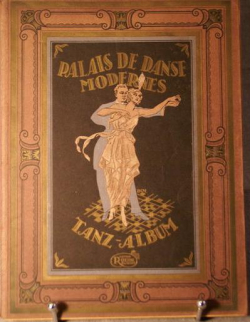 PALAIS DE DANSE
MODERNES
TANZ-ALBUM